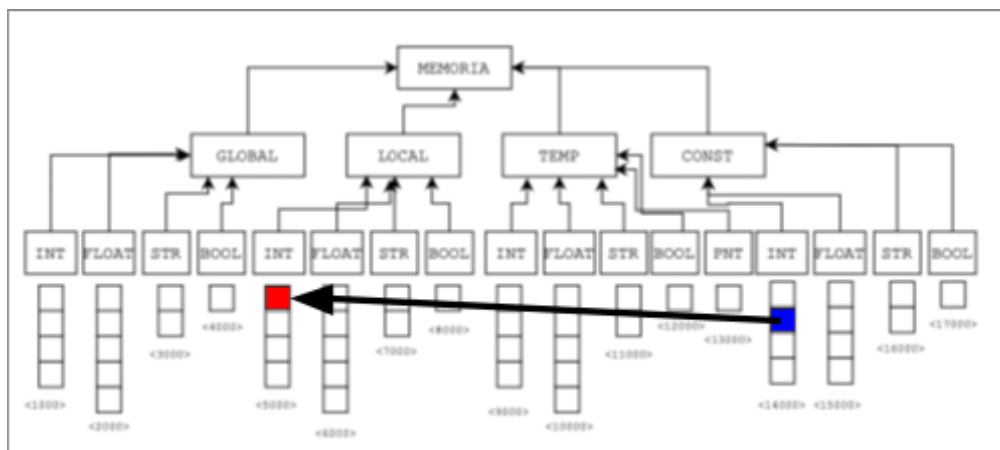 MEMORIA
GLOBAL LOCAL TEMP CONST
INT FLOAT STR BOOL INT FLOAT STR BOOL INT FLOAT STR BOOL PNT INT FLOAT STR BOOL
<4000> <8000> <12000> <17000>
<3000> <7000> <11000> <13000> <16000>
<1000> <5000> <9000> <14000> <15000>
<2000> <6000> <10000>